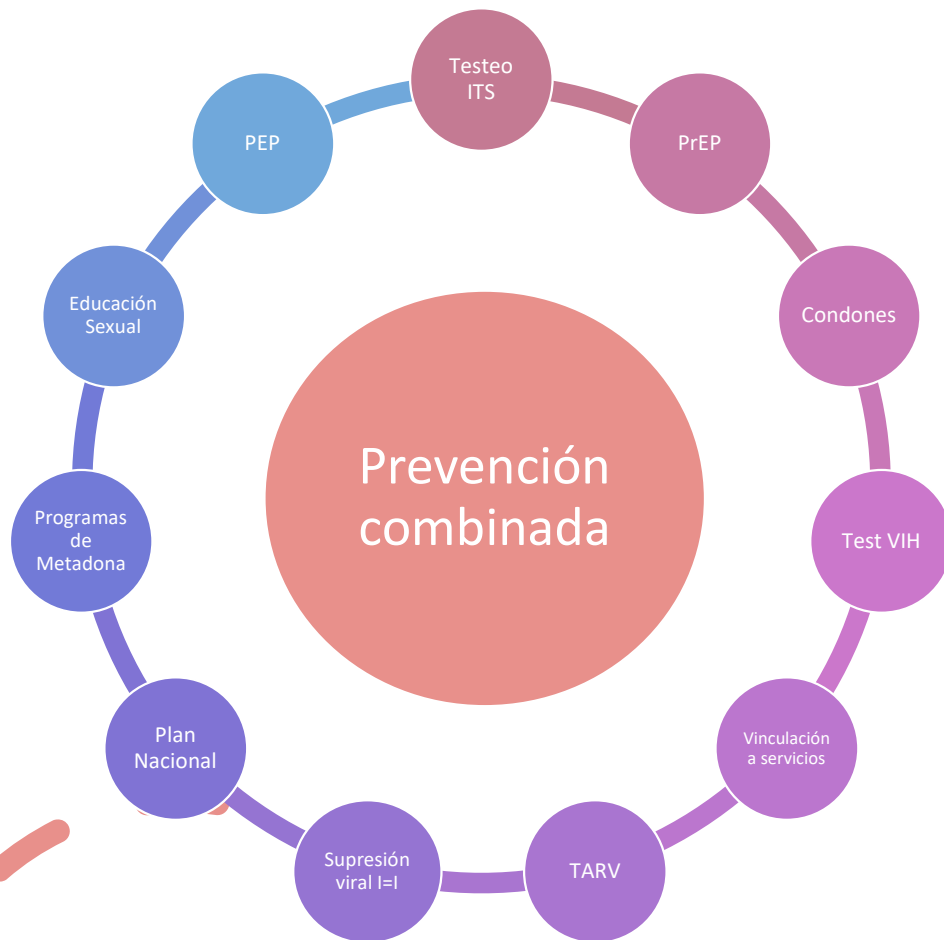 Testeo
ITS
PrEP
Condones
Test VIH
Vinculación
a servicios
TARV
Supresión
viral I=I
Plan
Nacional
Programas
de
Metadona
Educación
Sexual
PEP
Prevención
combinada